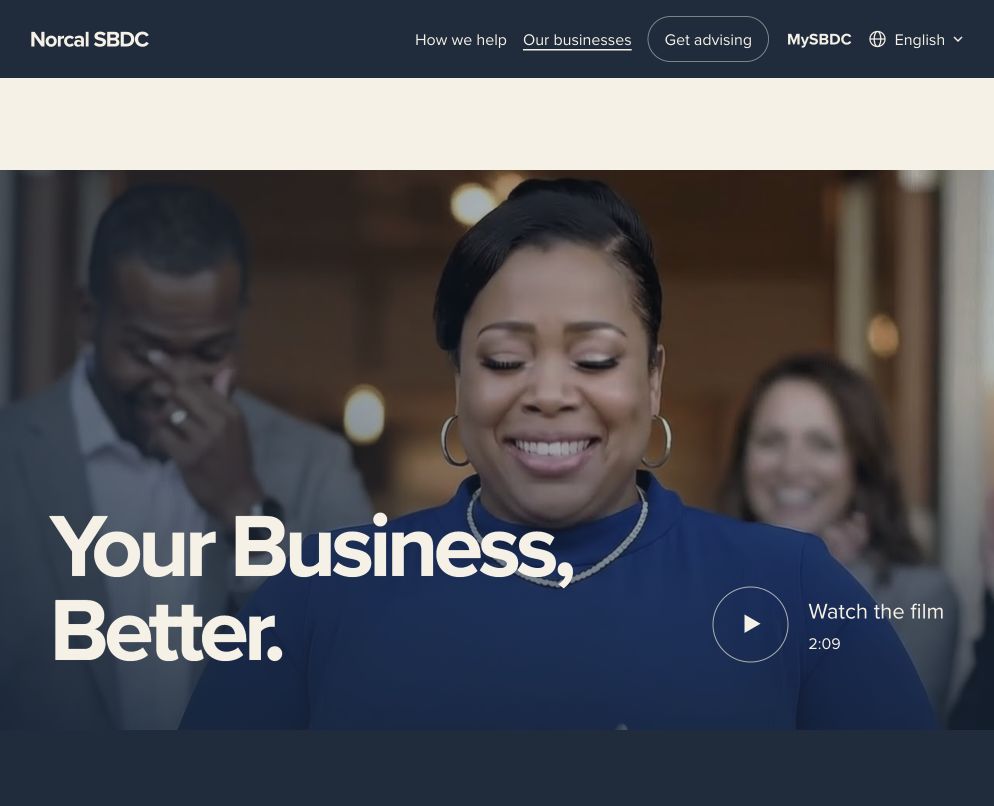 Norcal SBDC
How we help
Our businesses
Get advising
MySBDC
English
Your Business,
Better.
Watch the film
2:09